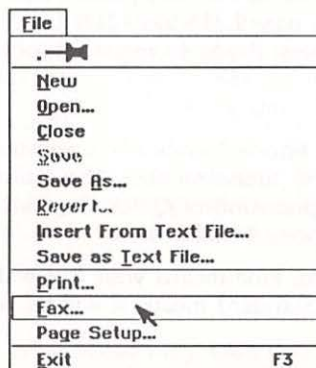 File
New
Open...
Close
Save
Save As...
Revert...
Insert From Text File...
Save as Text File...
Print...
Fax...
Page Setup...
Exit F3